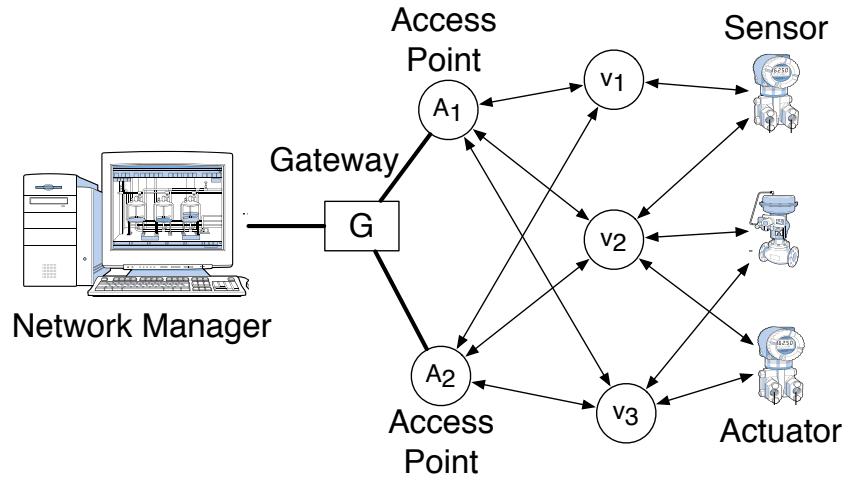 Access
Point
Sensor
A1
v1
Gateway
G
v2
Network Manager
A2
v3
Access
Point
Actuator